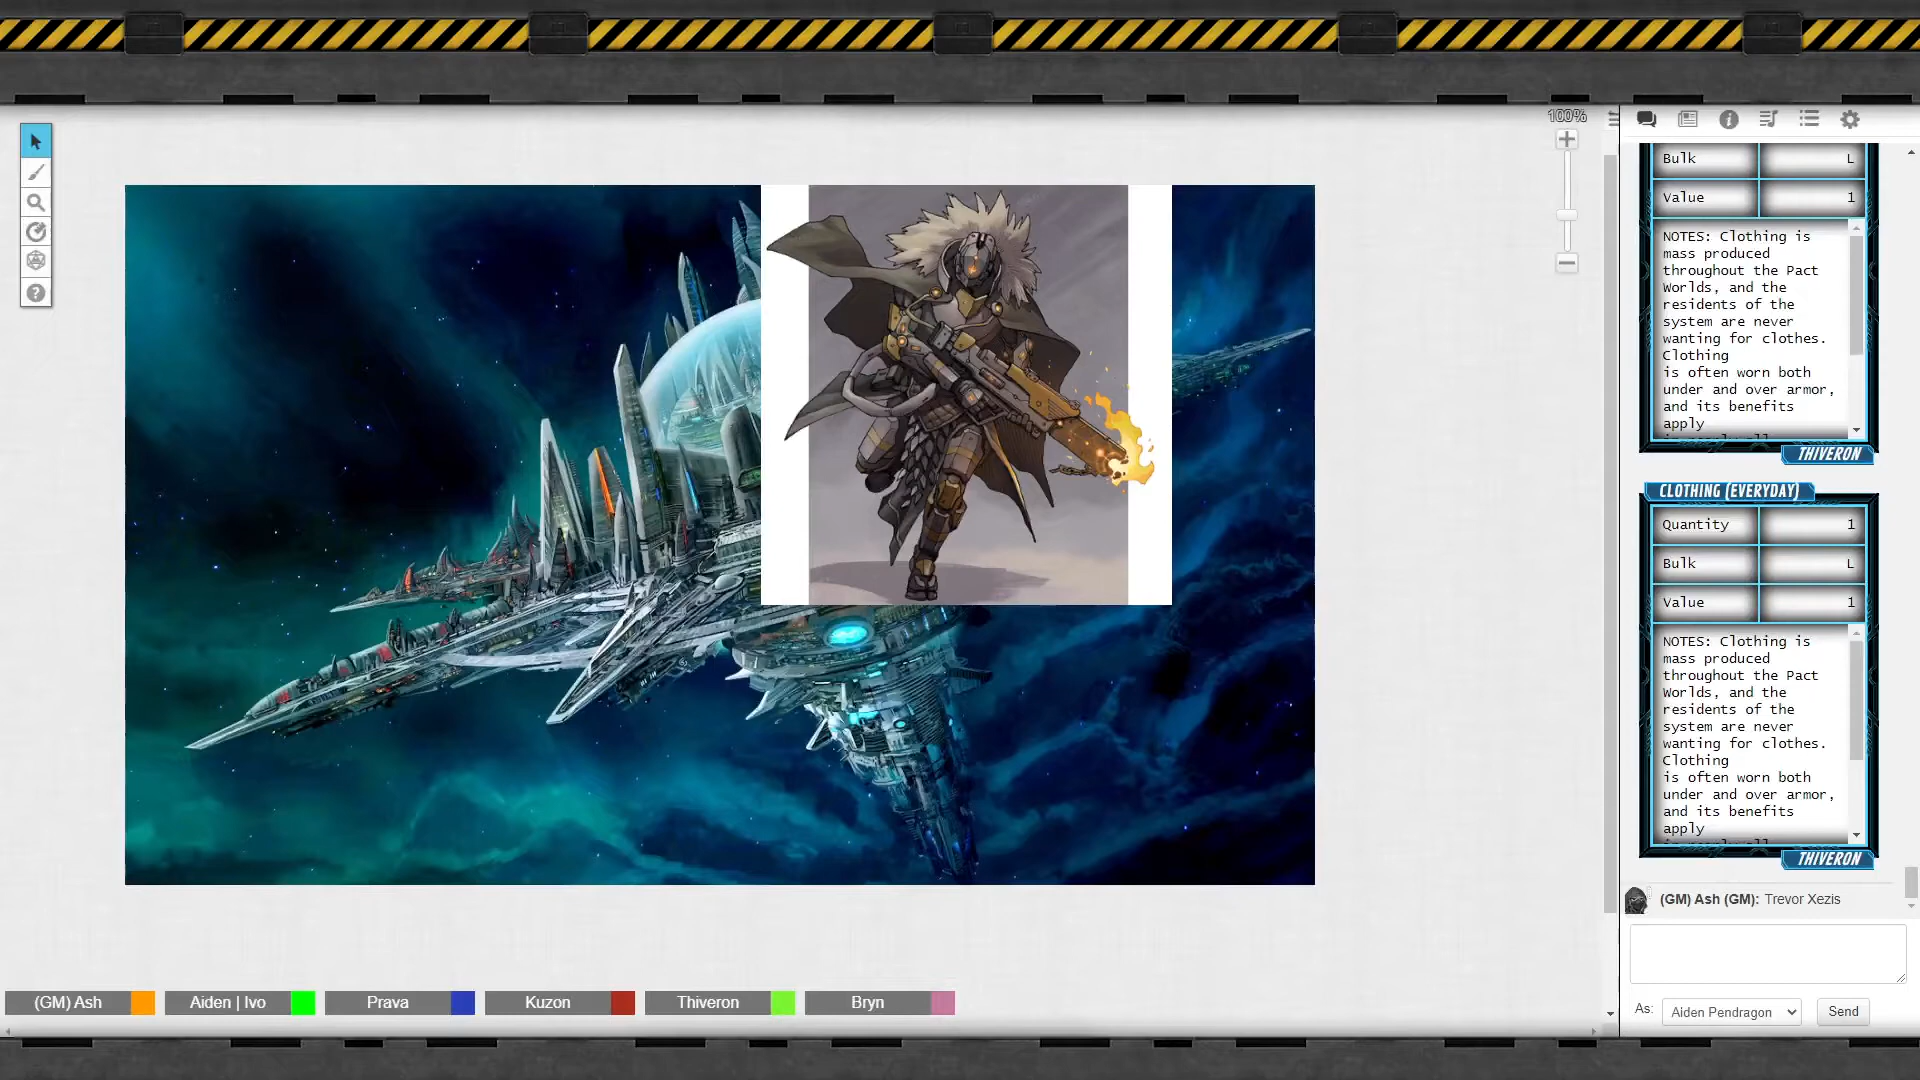 100%
Bulk L
Value 1
NOTES: Clothing is
mass produced
throughout the Pact
Worlds, and the
residents of the
system are never
wanting for clothes.
Clothing
is often worn both
under and over armor,
and its benefits
apply
THIVERON
CLOTHING (EVERYDAY)
Quantity 1
Bulk L
Value 1
NOTES: Clothing is
mass produced
throughout the Pact
Worlds, and the
residents of the
system are never
wanting for clothes.
Clothing
is often worn both
under and over armor,
and its benefits
apply
THIVERON
(GM) Ash (GM): Trevor Xezis
As: Aiden Pendragon Send
(GM) Ash Aiden | Ivo Prava Kuzon Thiveron Bryn